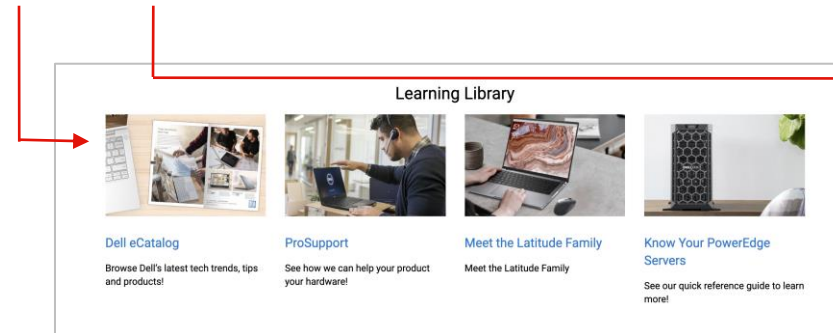 Learning Library
Dell eCatalog
Browse Dell's latest tech trends, tips
and products!
ProSupport
See how we can help your product
your hardware!
Meet the Latitude Family
Meet the Latitude Family
Know Your PowerEdge
Servers
See our quick reference guide to learn
more!